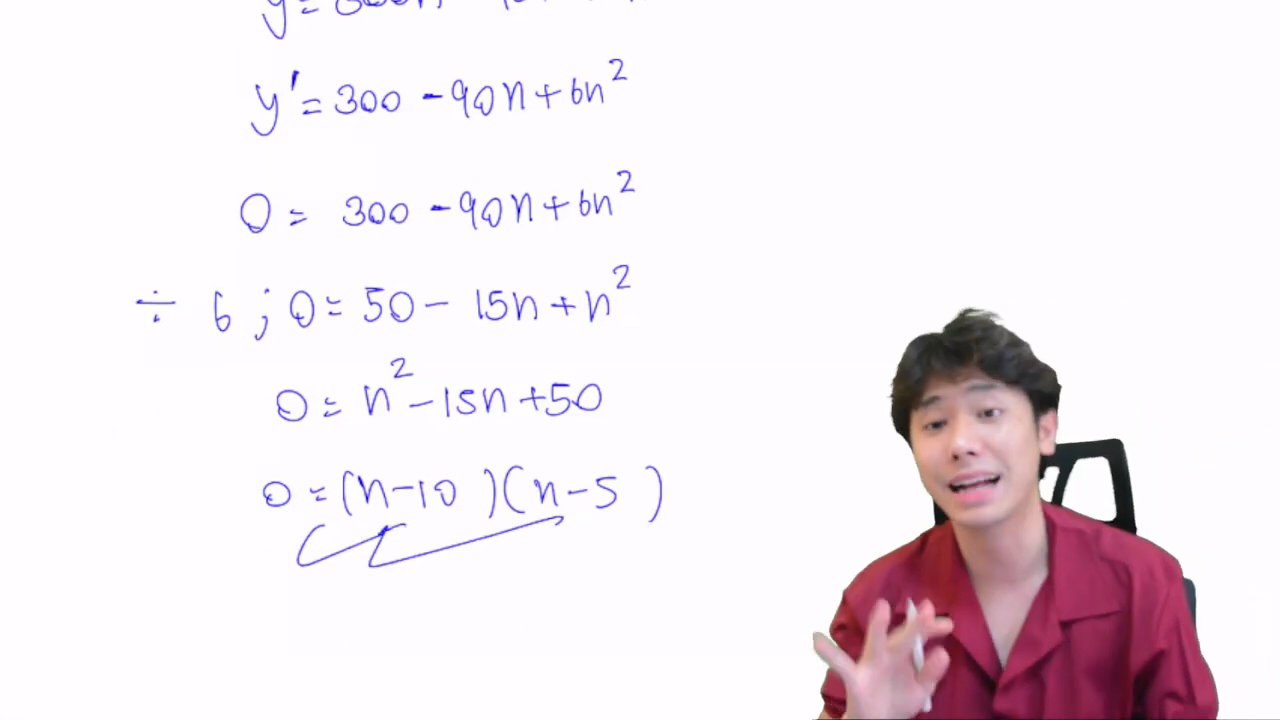 y' = 300 - 90n + 6n²
0 = 300 - 90n + 6n²
÷ 6 ; 0 = 50 - 15n + n²
0 = n² - 15n + 50
0 = (n - 10 )(n - 5 )